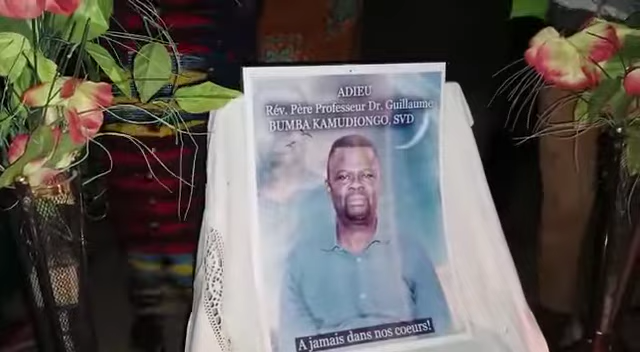 ADIEU
Rév. Père Professeur Dr. Guillaume
BUMBA KAMUDIONGO, SVD
A jamais dans nos coeurs!